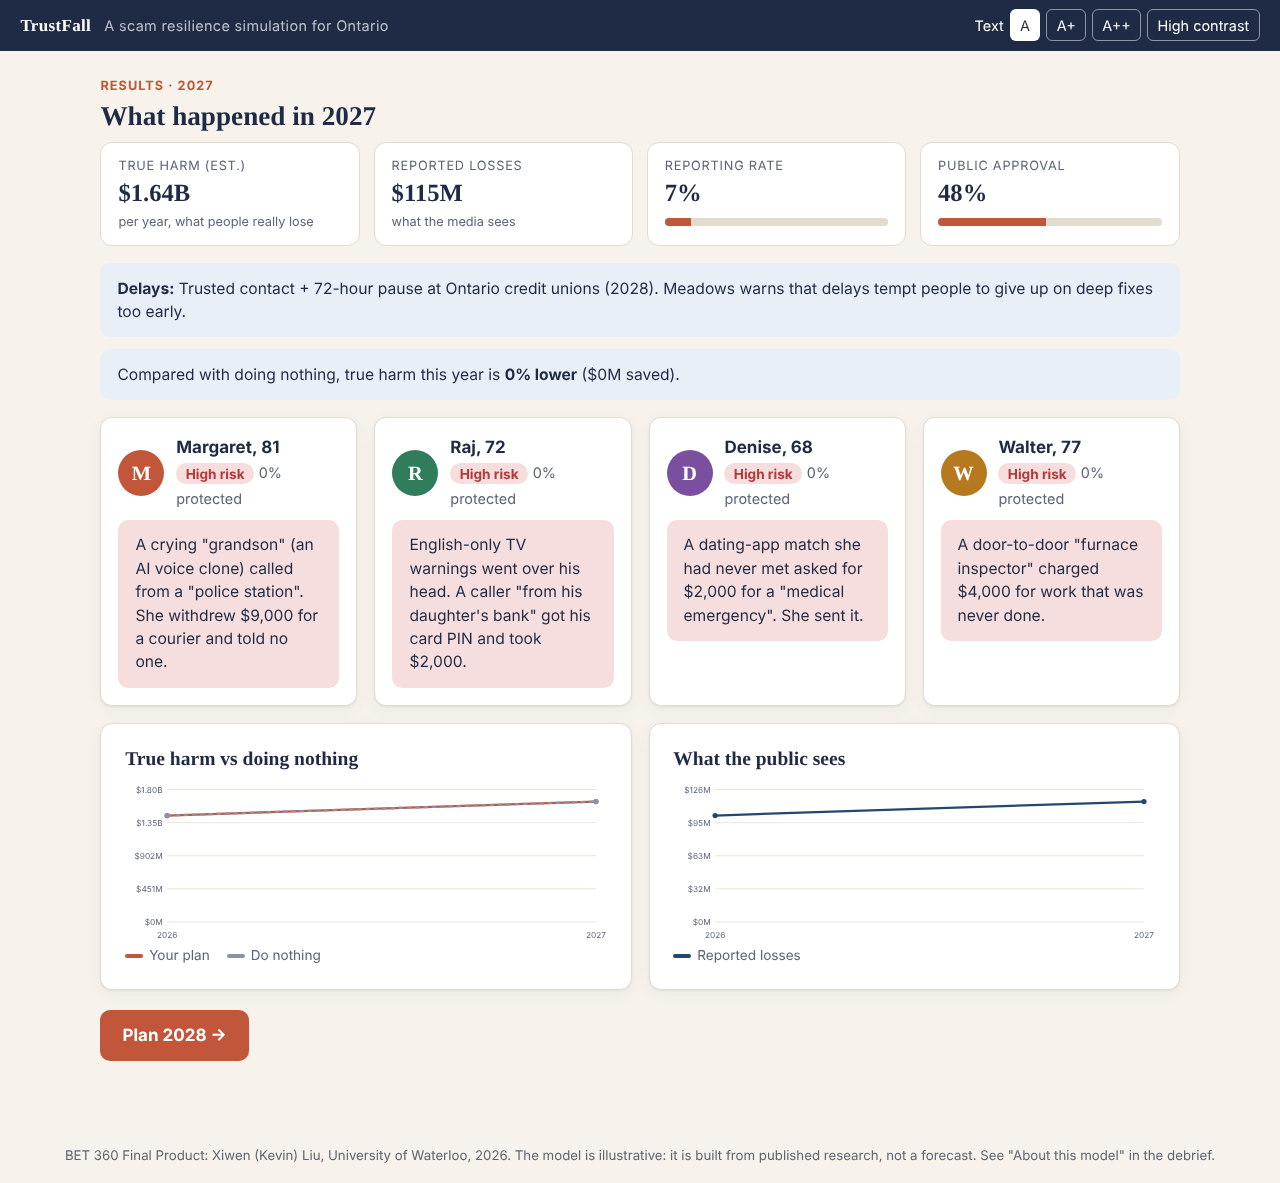 TrustFall A scam resilience simulation for Ontario Text A A+ A++ High contrast
RESULTS · 2027
What happened in 2027
TRUE HARM (EST.)
$1.64B
per year, what people really lose
REPORTED LOSSES
$115M
what the media sees
REPORTING RATE
7%
PUBLIC APPROVAL
48%
Delays: Trusted contact + 72-hour pause at Ontario credit unions (2028). Meadows warns that delays tempt people to give up on deep fixes
too early.
Compared with doing nothing, true harm this year is 0% lower ($0M saved).
M
Margaret, 81
High risk 0%
protected
A crying "grandson" (an
AI voice clone) called
from a "police station".
She withdrew $9,000 for
a courier and told no
one.
R
Raj, 72
High risk 0%
protected
English-only TV
warnings went over his
head. A caller "from his
daughter's bank" got his
card PIN and took
$2,000.
D
Denise, 68
High risk 0%
protected
A dating-app match she
had never met asked for
$2,000 for a "medical
emergency". She sent it.
W
Walter, 77
High risk 0%
protected
A door-to-door "furnace
inspector" charged
$4,000 for work that was
never done.
True harm vs doing nothing
$1.80B
$1.35B
$902M
$451M
$0M
2026 2027
Your plan Do nothing
What the public sees
$126M
$95M
$63M
$32M
$0M
2026 2027
Reported losses
Plan 2028 →
BET 360 Final Product: Xiwen (Kevin) Liu, University of Waterloo, 2026. The model is illustrative: it is built from published research, not a forecast. See "About this model" in the debrief.